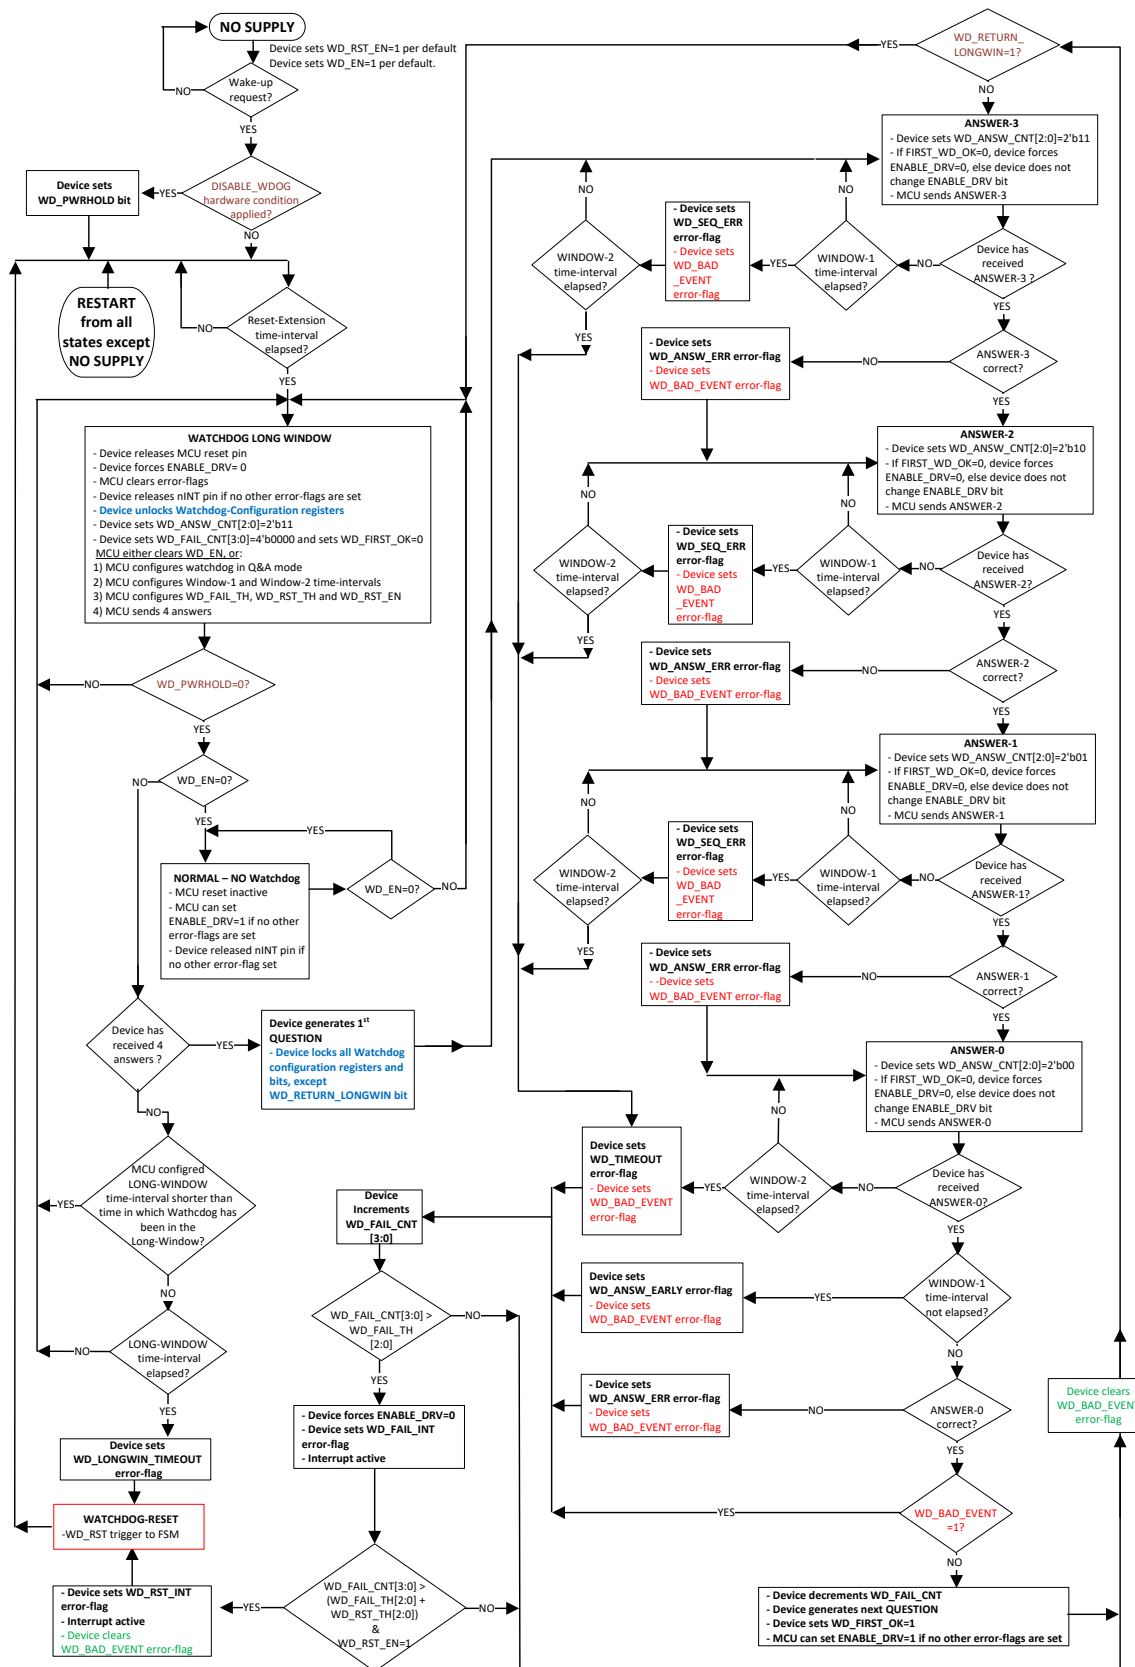 NO SUPPLY
Device sets WD_RST_EN=1 per default
Device sets WD_EN=1 per default.
Wake-up
request?
NO
YES
DISABLE_WDOG
hardware condition
applied?
YES
NO
Device sets
WD_PWRHOLD bit
RESTART
from all
states except
NO SUPPLY
Reset-Extension
time-interval
elapsed?
NO
YES
WATCHDOG LONG WINDOW
- Device releases MCU reset pin
- Device forces ENABLE_DRV= 0
- MCU clears error-flags
- Device releases nINT pin if no other error-flags are set
- Device unlocks Watchdog-Configuration registers
- Device sets WD_ANSW_CNT[2:0]=2'b11
- Device sets WD_FAIL_CNT[3:0]=4'b0000 and sets WD_FIRST_OK=0
MCU either clears WD_EN, or:
1) MCU configures watchdog in Q&A mode
2) MCU configures Window-1 and Window-2 time-intervals
3) MCU configures WD_FAIL_TH, WD_RST_TH and WD_RST_EN
4) MCU sends 4 answers
WD_PWRHOLD=0?
NO
YES
WD_EN=0?
NO
YES
YES
NORMAL – NO Watchdog
- MCU reset inactive
- MCU can set
ENABLE_DRV=1 if no other
error-flags are set
- Device released nINT pin if
no other error-flag set
WD_EN=0?
NO
Device has
received 4
answers ?
YES
NO
Device generates 1st
QUESTION
- Device locks all Watchdog
configuration registers and
bits, except
WD_RETURN_LONGWIN bit
MCU configred
LONG-WINDOW
time-interval shorter than
time in which Wathcdog has
been in the
Long-Window?
YES
NO
LONG-WINDOW
time-interval
elapsed?
NO
YES
Device sets
WD_LONGWIN_TIMEOUT
error-flag
WATCHDOG-RESET
-WD_RST trigger to FSM
- Device sets WD_RST_INT
error-flag
- Interrupt active
- Device clears
WD_BAD_EVENT error-flag
WD_RETURN_
LONGWIN=1?
YES
NO
ANSWER-3
- Device sets WD_ANSW_CNT[2:0]=2'b11
- If FIRST_WD_OK=0, device forces
ENABLE_DRV=0, else device does not
change ENABLE_DRV bit
- MCU sends ANSWER-3
Device has
received
ANSWER-3 ?
NO
YES
WINDOW-1
time-interval
elapsed?
NO
YES
- Device sets
WD_SEQ_ERR
error-flag
- Device sets
WD_BAD
_EVENT
error-flag
WINDOW-2
time-interval
elapsed?
NO
YES
ANSWER-3
correct?
NO
YES
- Device sets
WD_ANSW_ERR error-flag
- Device sets
WD_BAD_EVENT error-flag
ANSWER-2
- Device sets WD_ANSW_CNT[2:0]=2'b10
- If FIRST_WD_OK=0, device forces
ENABLE_DRV=0, else device does not
change ENABLE_DRV bit
- MCU sends ANSWER-2
Device has
received
ANSWER-2?
NO
YES
WINDOW-1
time-interval
elapsed?
NO
YES
- Device sets
WD_SEQ_ERR
error-flag
- Device sets
WD_BAD
_EVENT
error-flag
WINDOW-2
time-interval
elapsed?
NO
YES
ANSWER-2
correct?
NO
YES
- Device sets
WD_ANSW_ERR error-flag
- Device sets
WD_BAD_EVENT error-flag
ANSWER-1
- Device sets WD_ANSW_CNT[2:0]=2'b01
- If FIRST_WD_OK=0, device forces
ENABLE_DRV=0, else device does not
change ENABLE_DRV bit
- MCU sends ANSWER-1
Device has
received
ANSWER-1?
NO
YES
WINDOW-1
time-interval
elapsed?
NO
YES
- Device sets
WD_SEQ_ERR
error-flag
- Device sets
WD_BAD
_EVENT
error-flag
WINDOW-2
time-interval
elapsed?
NO
YES
ANSWER-1
correct?
NO
YES
- Device sets
WD_ANSW_ERR error-flag
- -Device sets
WD_BAD_EVENT error-flag
ANSWER-0
- Device sets WD_ANSW_CNT[2:0]=2'b00
- If FIRST_WD_OK=0, device forces
ENABLE_DRV=0, else device does not
change ENABLE_DRV bit
- MCU sends ANSWER-0
Device has
received
ANSWER-0?
NO
YES
WINDOW-2
time-interval
elapsed?
NO
YES
Device sets
WD_TIMEOUT
error-flag
- Device sets
WD_BAD_EVENT
error-flag
WINDOW-1
time-interval
not elapsed?
YES
NO
Device sets
WD_ANSW_EARLY error-flag
- Device sets
WD_BAD_EVENT error-flag
ANSWER-0
correct?
NO
YES
- Device sets
WD_ANSW_ERR error-flag
- Device sets
WD_BAD_EVENT error-flag
WD_BAD_EVENT
=1?
YES
NO
- Device decrements WD_FAIL_CNT
- Device generates next QUESTION
- Device sets WD_FIRST_OK=1
- MCU can set ENABLE_DRV=1 if no other error-flags are set
Device clears
WD_BAD_EVENT
error-flag
Device
Increments
WD_FAIL_CNT
[3:0]
WD_FAIL_CNT[3:0] >
WD_FAIL_TH
[2:0]
NO
YES
- Device forces ENABLE_DRV=0
- Device sets WD_FAIL_INT
error-flag
- Interrupt active
WD_FAIL_CNT[3:0] >
(WD_FAIL_TH[2:0] +
WD_RST_TH[2:0])
&
WD_RST_EN=1
YES
NO